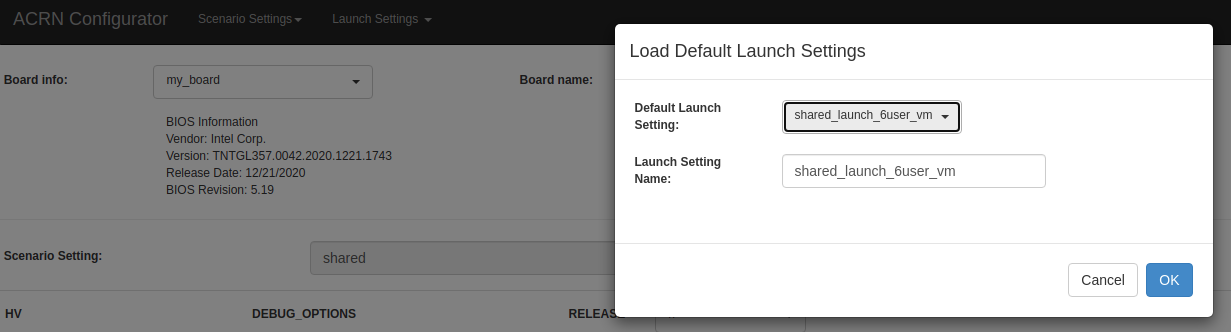 ACRN Configurator
Scenario Settings
Launch Settings
Load Default Launch Settings
Board info:
my_board
Board name:
BIOS Information
Vendor: Intel Corp.
Version: TNTGL357.0042.2020.1221.1743
Release Date: 12/21/2020
BIOS Revision: 5.19
Default Launch
Setting:
shared_launch_6user_vm
Launch Setting
Name:
shared_launch_6user_vm
Scenario Setting:
shared
Cancel
OK
HV
DEBUG_OPTIONS
RELEASE